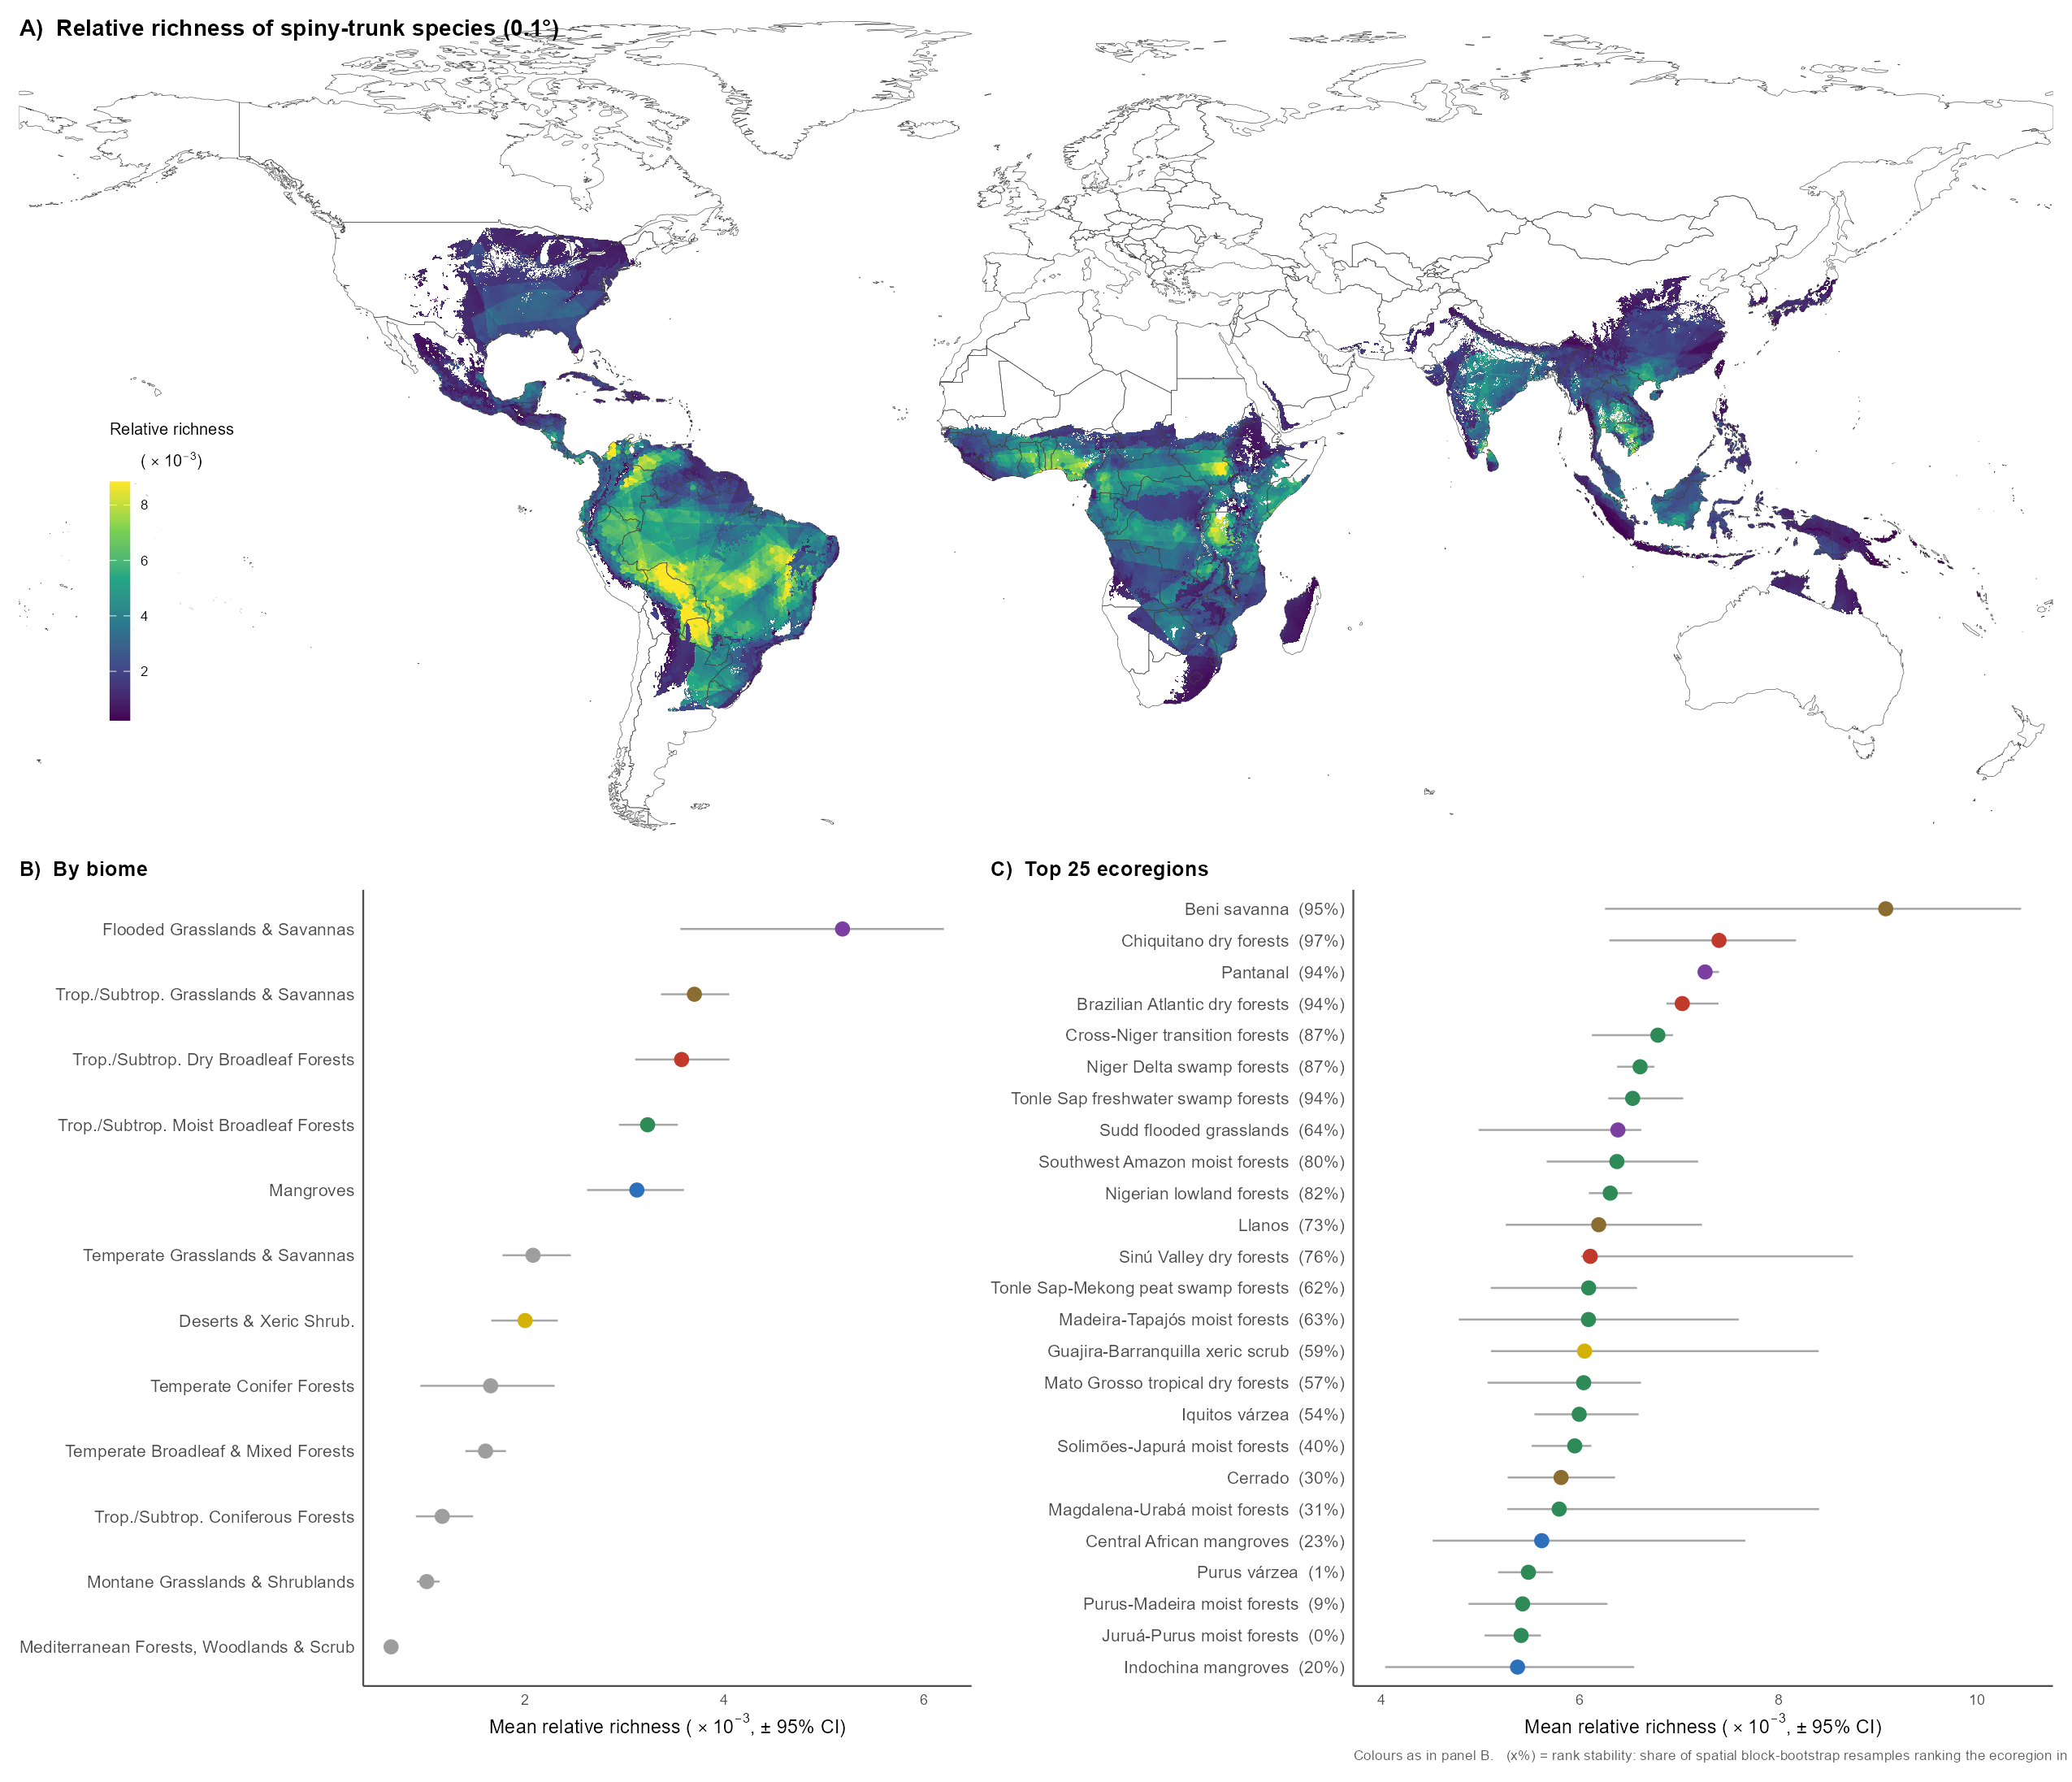 A)  Relative richness of spiny-trunk species (0.1°)
Relative richness
( × 10⁻³)
8
6
4
2
B)  By biome
Flooded Grasslands & Savannas
Trop./Subtrop. Grasslands & Savannas
Trop./Subtrop. Dry Broadleaf Forests
Trop./Subtrop. Moist Broadleaf Forests
Mangroves
Temperate Grasslands & Savannas
Deserts & Xeric Shrub.
Temperate Conifer Forests
Temperate Broadleaf & Mixed Forests
Trop./Subtrop. Coniferous Forests
Montane Grasslands & Shrublands
Mediterranean Forests, Woodlands & Scrub
2 4 6
Mean relative richness ( × 10⁻³, ± 95% CI)
C)  Top 25 ecoregions
Beni savanna  (95%)
Chiquitano dry forests  (97%)
Pantanal  (94%)
Brazilian Atlantic dry forests  (94%)
Cross-Niger transition forests  (87%)
Niger Delta swamp forests  (87%)
Tonle Sap freshwater swamp forests  (94%)
Sudd flooded grasslands  (64%)
Southwest Amazon moist forests  (80%)
Nigerian lowland forests  (82%)
Llanos  (73%)
Sinú Valley dry forests  (76%)
Tonle Sap-Mekong peat swamp forests  (62%)
Madeira-Tapajós moist forests  (63%)
Guajira-Barranquilla xeric scrub  (59%)
Mato Grosso tropical dry forests  (57%)
Iquitos várzea  (54%)
Solimões-Japurá moist forests  (40%)
Cerrado  (30%)
Magdalena-Urabá moist forests  (31%)
Central African mangroves  (23%)
Purus várzea  (1%)
Purus-Madeira moist forests  (9%)
Juruá-Purus moist forests  (0%)
Indochina mangroves  (20%)
4 6 8 10
Mean relative richness ( × 10⁻³, ± 95% CI)
Colours as in panel B.   (x%) = rank stability: share of spatial block-bootstrap resamples ranking the ecoregion in